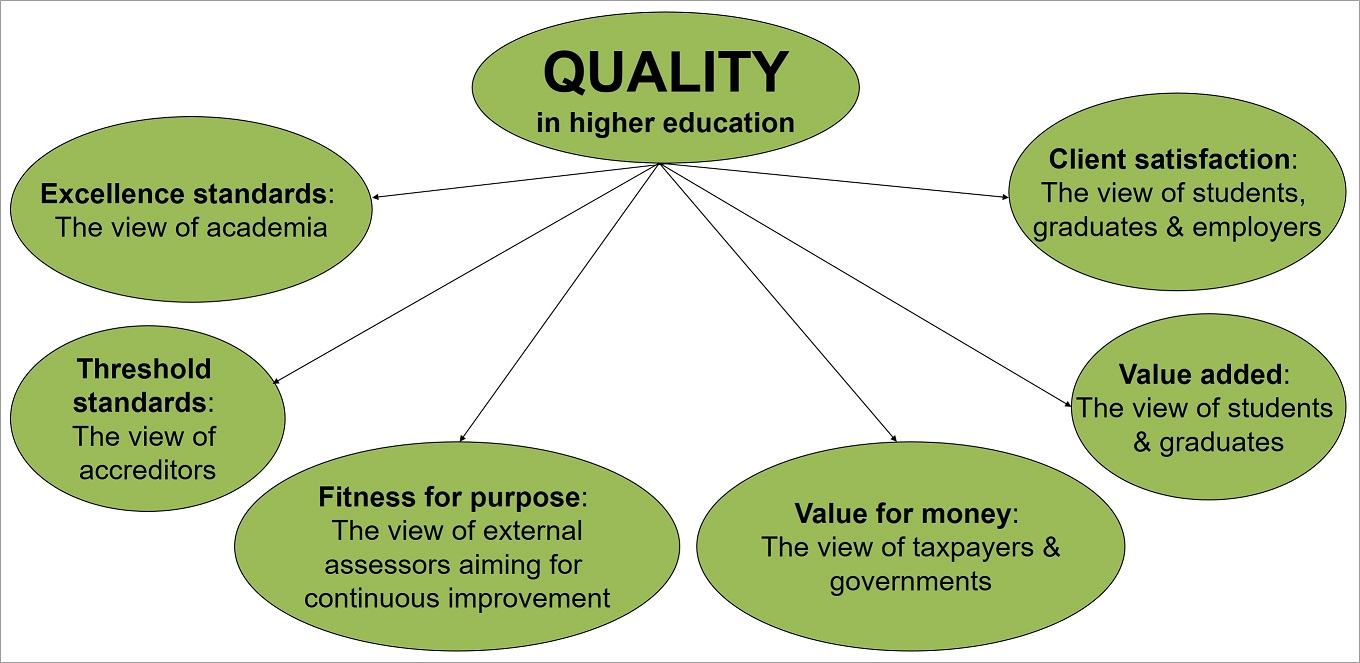 QUALITY
in higher education
Excellence standards:
The view of academia
Threshold
standards:
The view of
accreditors
Fitness for purpose:
The view of external
assessors aiming for
continuous improvement
Value for money:
The view of taxpayers &
governments
Value added:
The view of students
& graduates
Client satisfaction:
The view of students,
graduates & employers